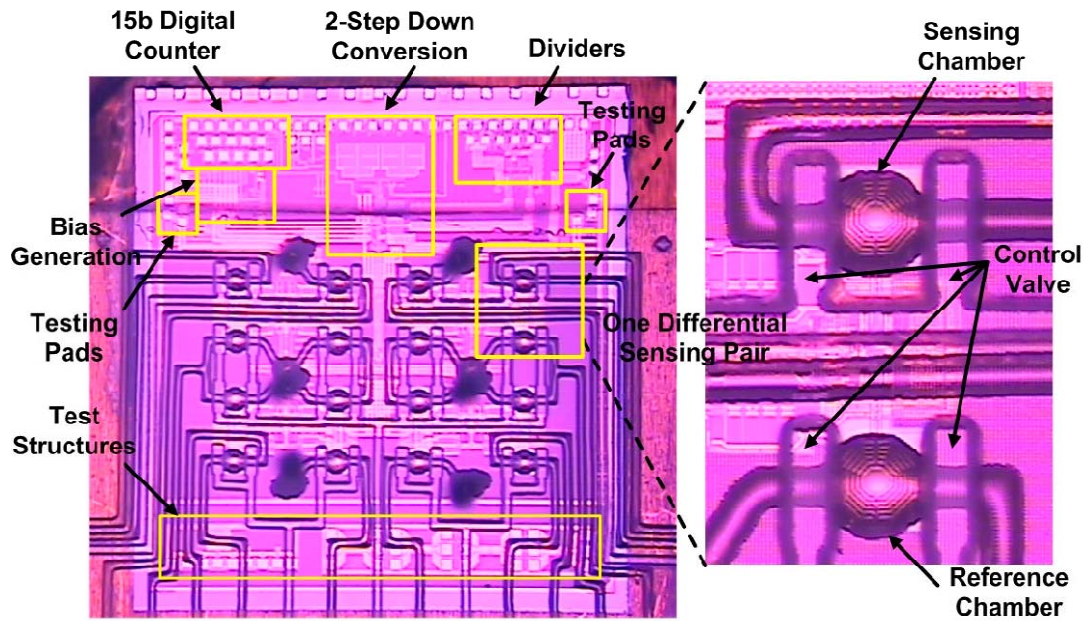 15b Digital
Counter
2-Step Down
Conversion
Dividers
Testing
Pads
Sensing
Chamber
Bias
Generation
Testing
Pads
Control
Valve
One Differential
Sensing Pair
Test
Structures
Reference
Chamber